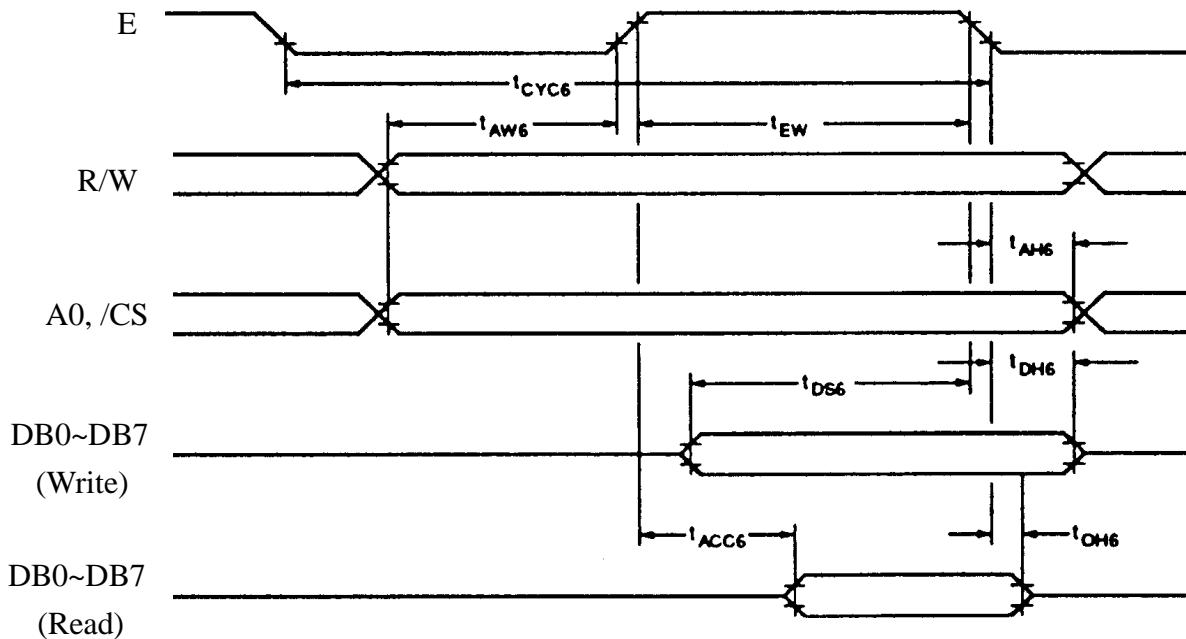 E
tCYC6
tAW6
tEW
R/W
tAH6
A0, /CS
tDH6
tDS6
DB0~DB7
(Write)
tACC6
tOH6
DB0~DB7
(Read)